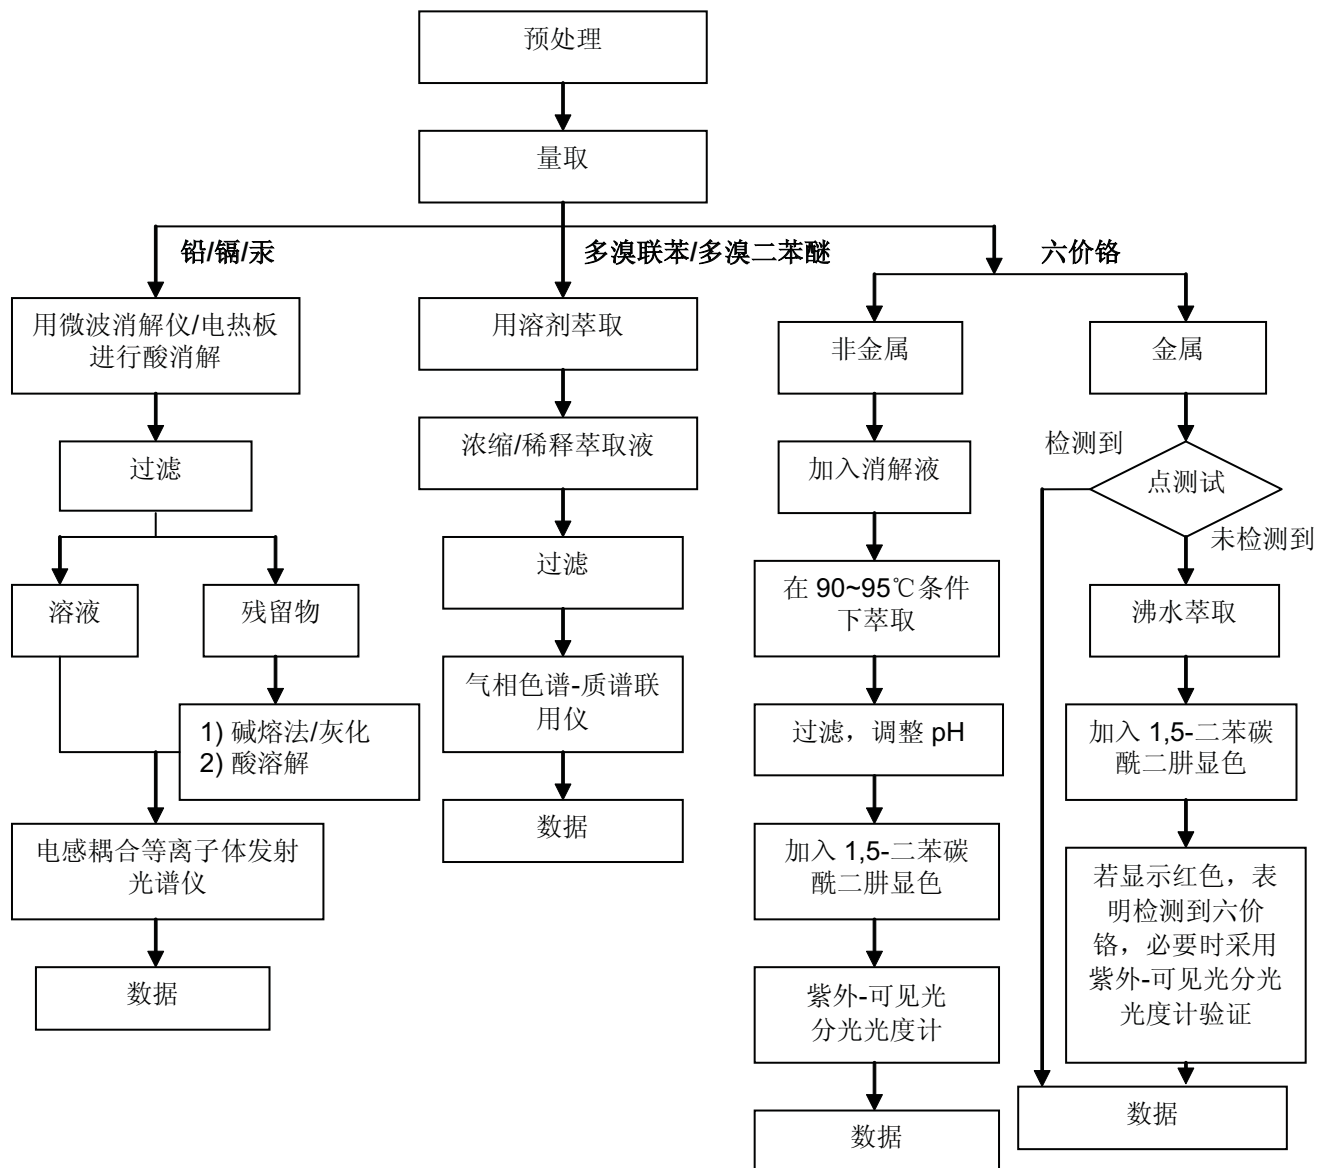 预处理
量取
铅/镉/汞
多溴联苯/多溴二苯醚
六价铬
用微波消解仪/电热板
进行酸消解
过滤
溶液
残留物
1) 碱熔法/灰化
2) 酸溶解
电感耦合等离子体发射
光谱仪
数据
用溶剂萃取
浓缩/稀释萃取液
过滤
气相色谱-质谱联
用仪
数据
非金属
加入消解液
在 90~95℃条件
下萃取
过滤，调整 pH
加入 1,5-二苯碳
酰二肼显色
紫外-可见光
分光光度计
数据
金属
检测到
点测试
未检测到
沸水萃取
加入 1,5-二苯碳
酰二肼显色
若显示红色，表
明检测到六价
铬，必要时采用
紫外-可见光分光
光度计验证
数据